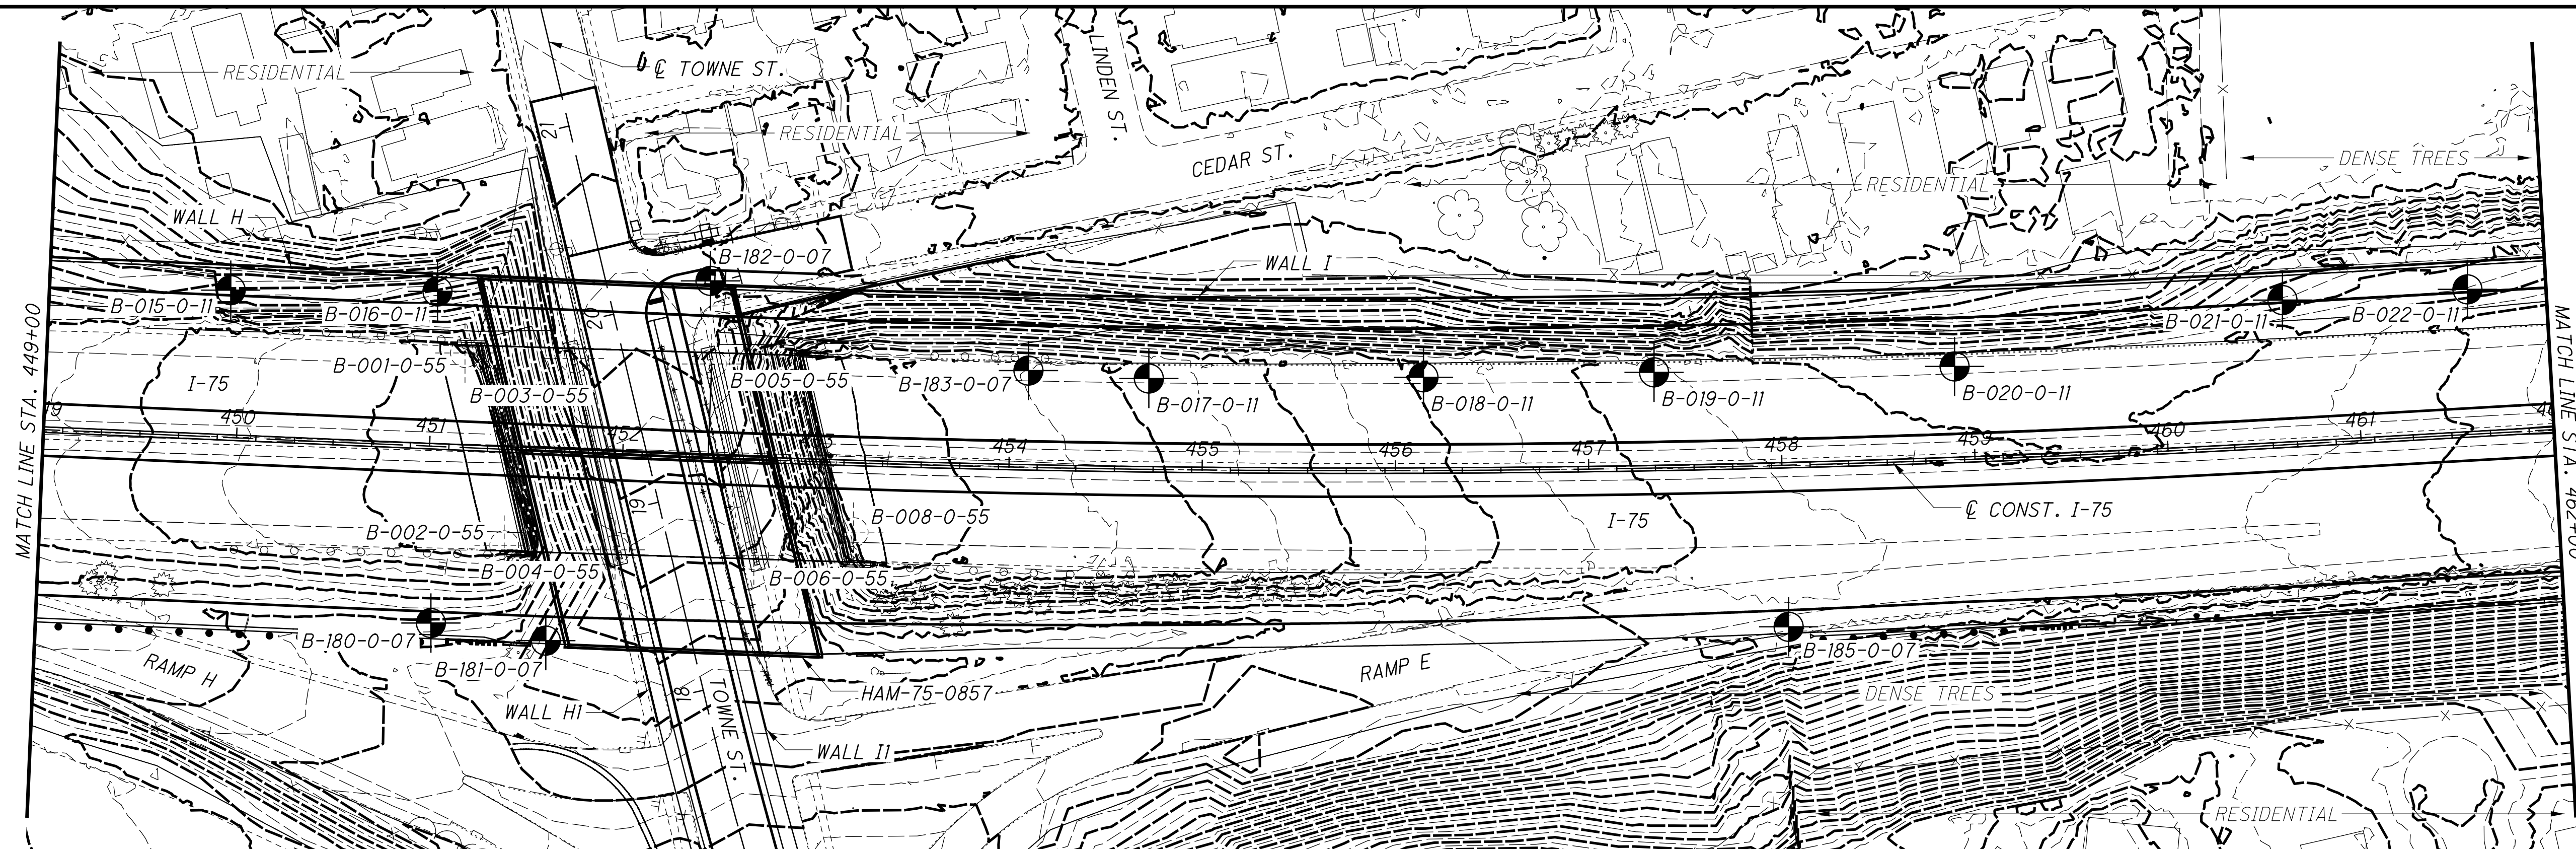 RESIDENTIAL
℄ TOWNE ST.
LINDEN ST.
RESIDENTIAL
CEDAR ST.
DENSE TREES
RESIDENTIAL
21
WALL H
B-182-0-07
WALL I
B-015-0-11
B-016-0-11
20
B-021-0-11
B-022-0-11
MATCH LINE STA. 449+00
MATCH LINE STA. 462+00
B-001-0-55
I-75
B-003-0-55
B-005-0-55
B-183-0-07
B-017-0-11
B-018-0-11
B-019-0-11
B-020-0-11
450
451
452
453
454
455
456
457
458
459
460
461
19
B-002-0-55
B-008-0-55
I-75
℄ CONST. I-75
B-004-0-55
B-006-0-55
B-180-0-07
B-181-0-07
B-185-0-07
RAMP H
RAMP E
18
HAM-75-0857
DENSE TREES
WALL H1
TOWNE ST.
WALL I1
RESIDENTIAL